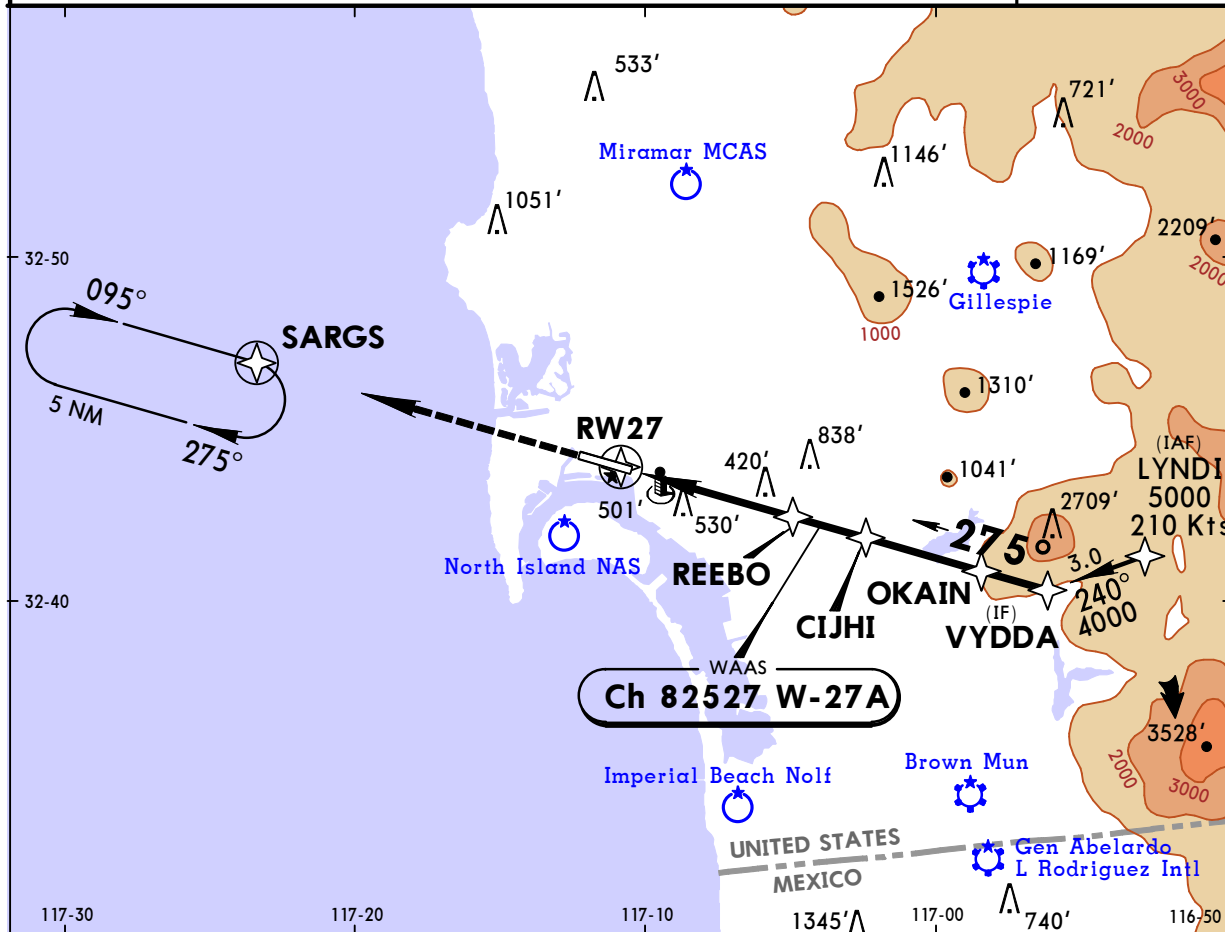 533′
721′
3000
2000
Miramar MCAS
1146′
1051′
2209′
2000
32-50
1169′
095°
1526′
Gillespie
SARGS
1000
1310′
5 NM
275°
RW27
838′
420′
1041′
(IAF)
LYNDI
5000
210 Kts
501′
530′
2709′
275°
North Island NAS
REEBO
3.0
32-40
OKAIN
240°
4000
CIJHI
(IF)
VYDDA
WAAS
Ch 82527 W-27A
3528′
2000
3000
Imperial Beach Nolf
Brown Mun
UNITED STATES
MEXICO
Gen Abelardo
L Rodriguez Intl
117-30
117-20
117-10
1345′
117-00
740′
116-50